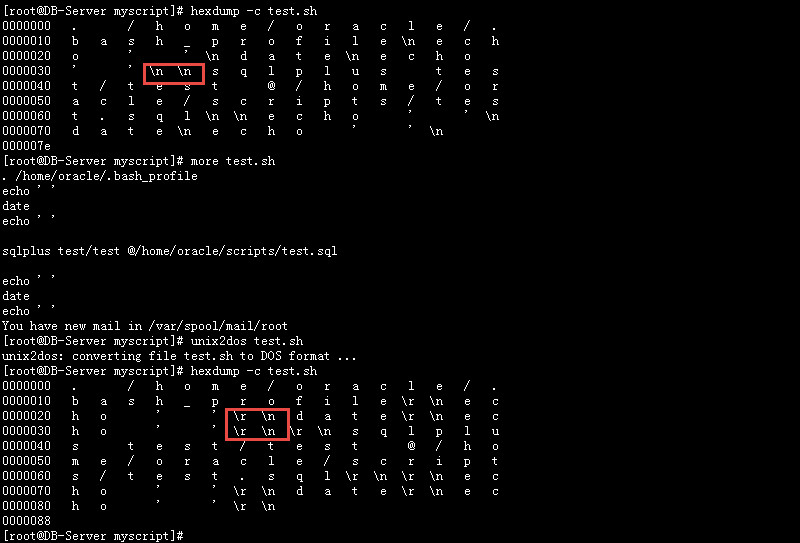 [root@DB-Server myscript]# hexdump -c test.sh
0000000   .       /   h   o   m   e   /   o   r   a   c   l   e   /   .
0000010   b   a   s   h   _   p   r   o   f   i   l   e  \n   e   c   h
0000020   o       '       '  \n   d   a   t   e  \n   e   c   h   o
0000030   '       '  \n  \n   s   q   l   p   l   u   s       t   e   s
0000040   t   /   t   e   s   t       @   /   h   o   m   e   /   o   r
0000050   a   c   l   e   /   s   c   r   i   p   t   s   /   t   e   s
0000060   t   .   s   q   l  \n  \n   e   c   h   o       '       '  \n
0000070   d   a   t   e  \n   e   c   h   o       '       '  \n
000007e
[root@DB-Server myscript]# more test.sh
. /home/oracle/.bash_profile
echo ' '
date
echo ' '
sqlplus test/test @/home/oracle/scripts/test.sql
echo ' '
date
echo ' '
You have new mail in /var/spool/mail/root
[root@DB-Server myscript]# unix2dos test.sh
unix2dos: converting file test.sh to DOS format ...
[root@DB-Server myscript]# hexdump -c test.sh
0000000   .       /   h   o   m   e   /   o   r   a   c   l   e   /   .
0000010   b   a   s   h   _   p   r   o   f   i   l   e  \r  \n   e   c
0000020   h   o       '       '  \r  \n   d   a   t   e  \r  \n   e   c
0000030   h   o       '       '  \r  \n  \r  \n   s   q   l   p   l   u
0000040   s       t   e   s   t   /   t   e   s   t       @   /   h   o
0000050   m   e   /   o   r   a   c   l   e   /   s   c   r   i   p   t
0000060   s   /   t   e   s   t   .   s   q   l  \r  \n  \r  \n   e   c
0000070   h   o       '       '  \r  \n   d   a   t   e  \r  \n   e   c
0000080   h   o       '       '  \r  \n
0000088
[root@DB-Server myscript]#